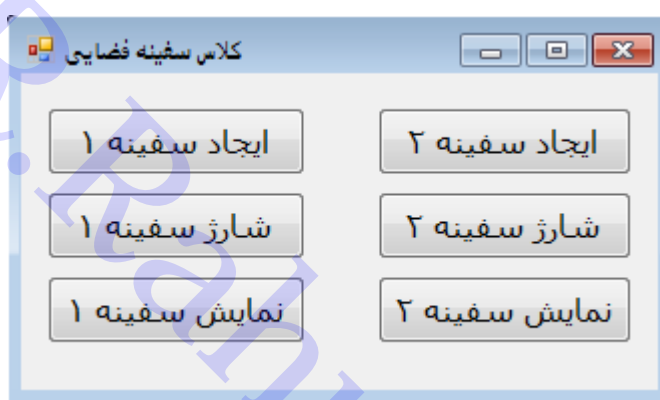 کلاس سفینه فضایی
ایجاد سفینه ۱
ایجاد سفینه ۲
شارژ سفینه ۱
شارژ سفینه ۲
نمایش سفینه ۱
نمایش سفینه ۲